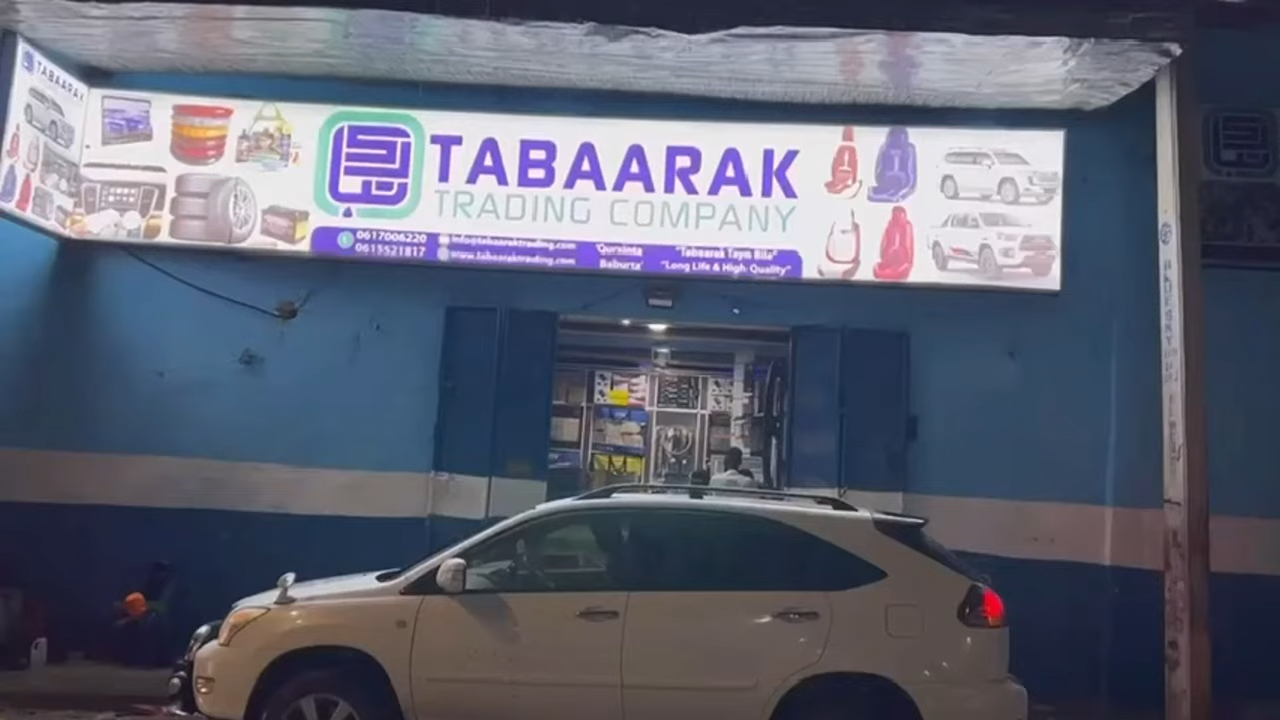 TABAARAK
TABAARAK
TRADING COMPANY
0617006220
0615521817
info@tabaaraktrading.com
www.tabaaraktrading.com
'Qurxinta
Baburta'
"Tabaarak Taym Bila"
"Long Life & High Quality"